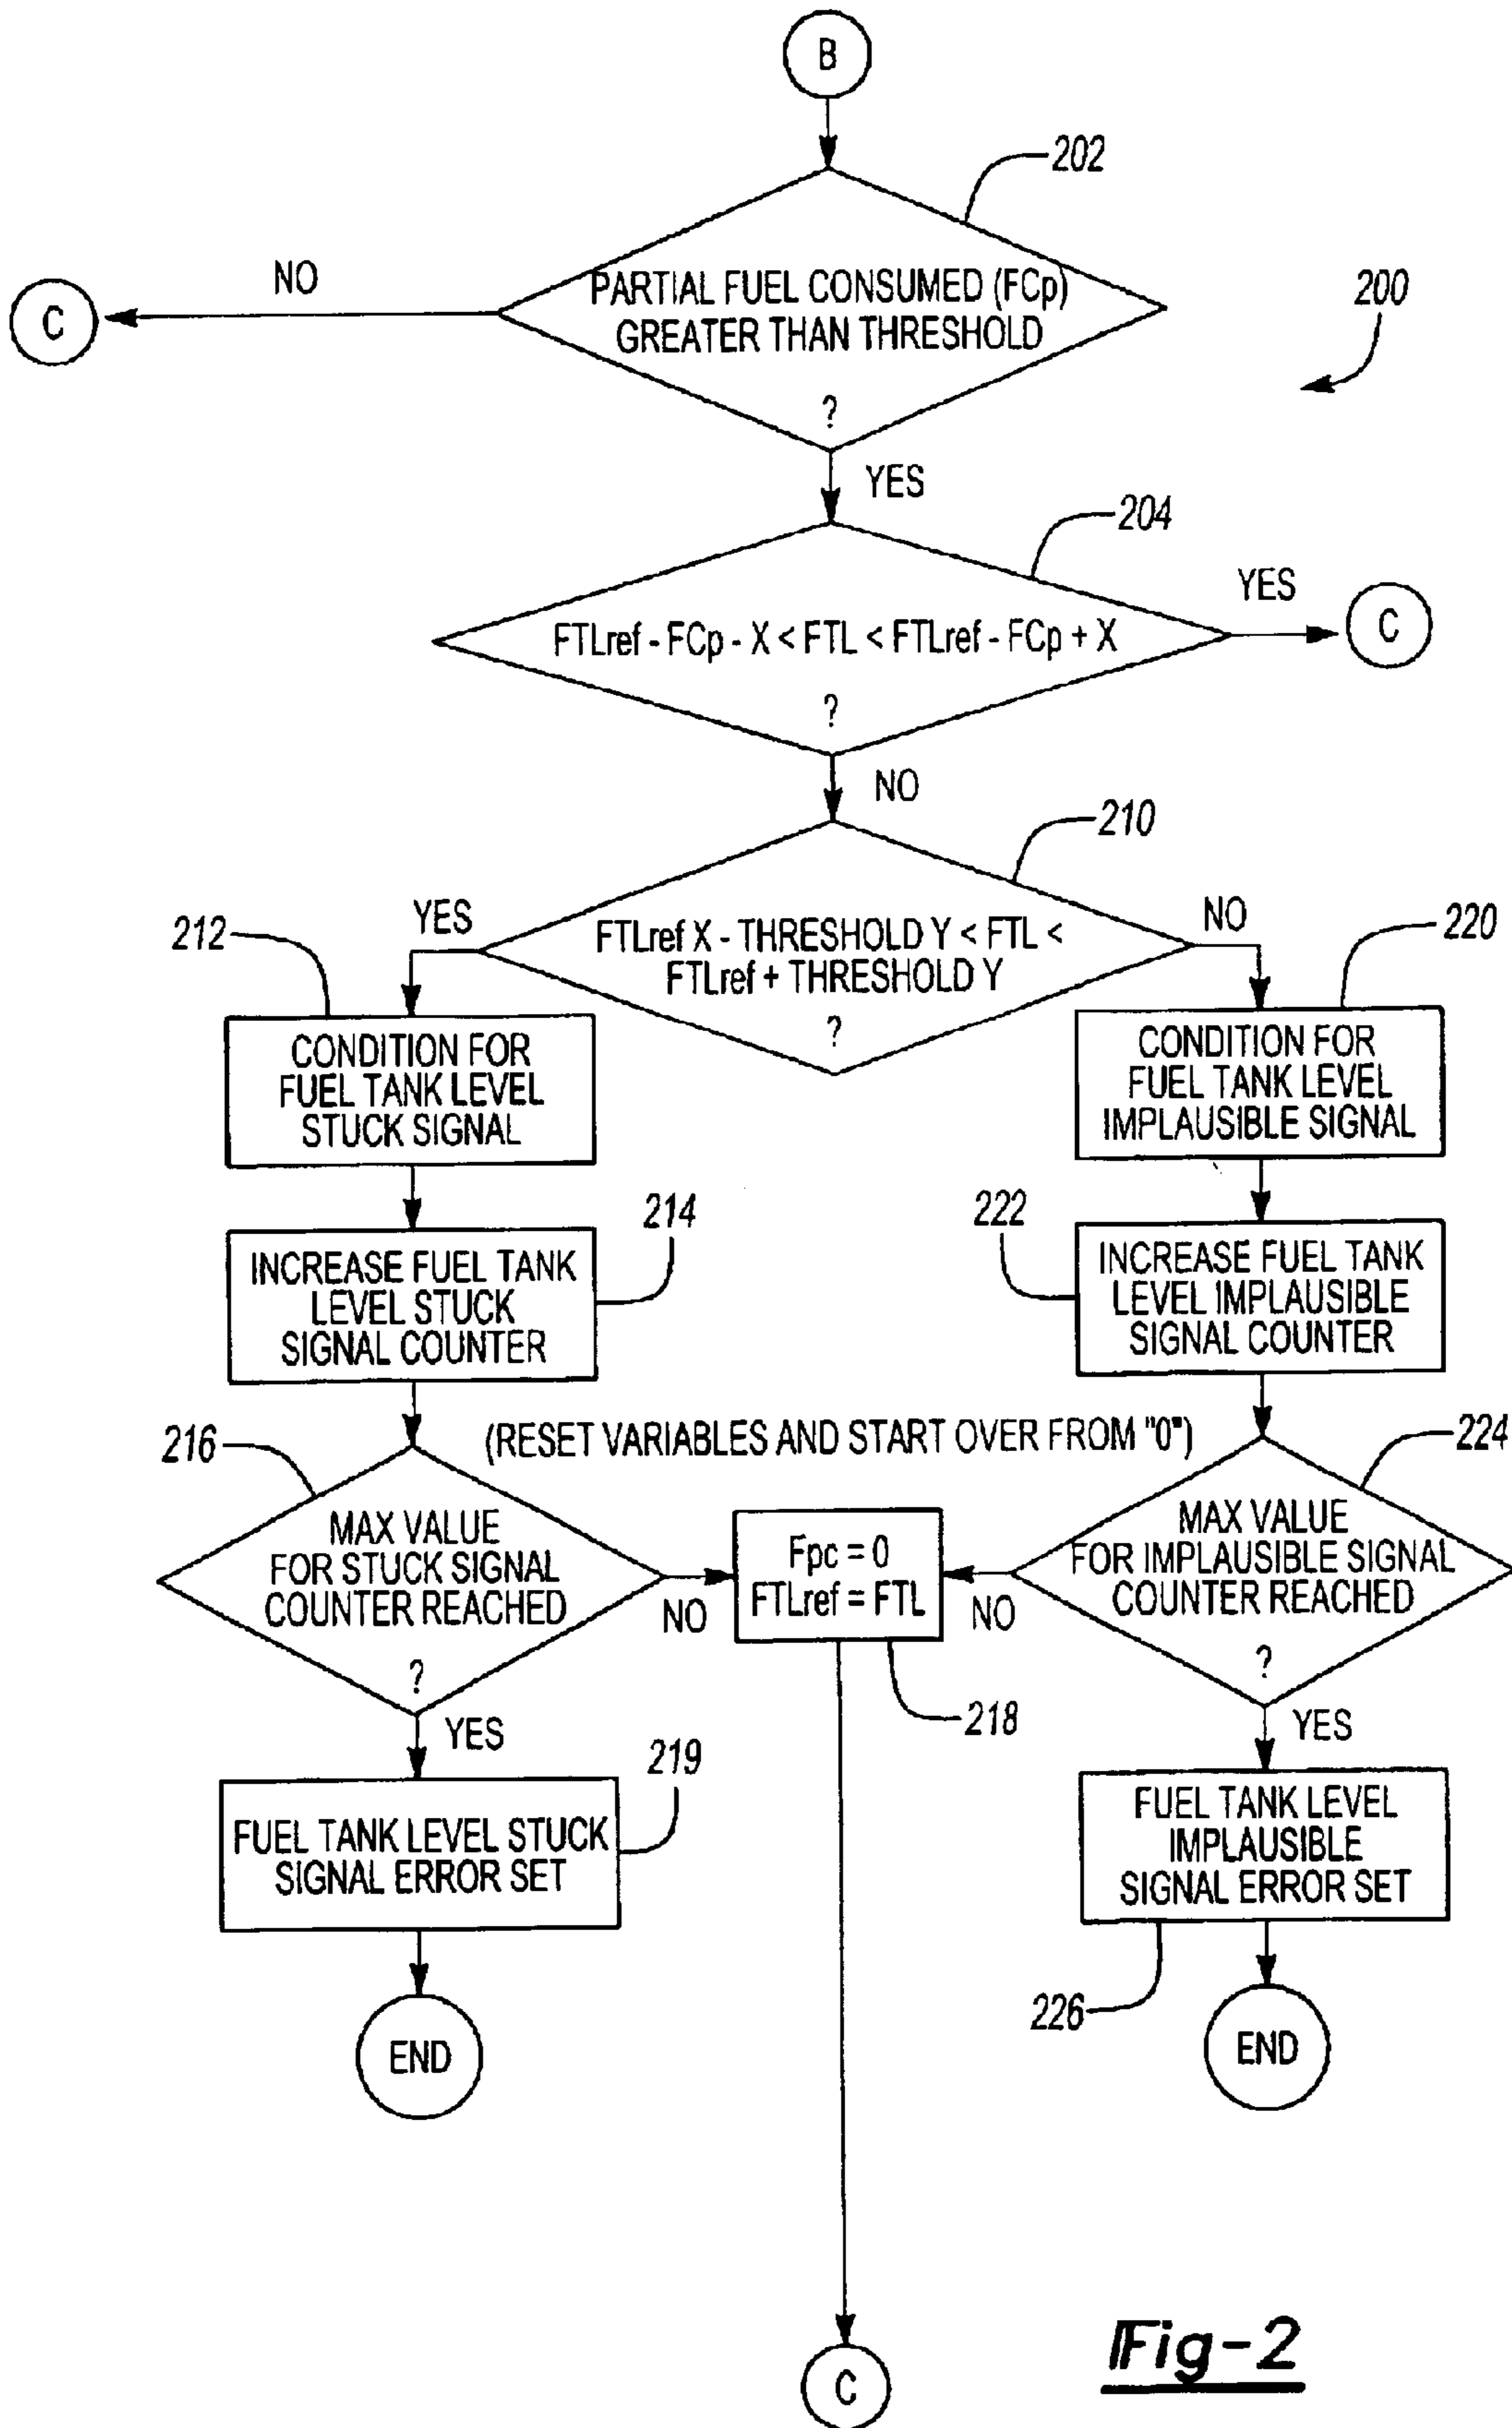 B
202
PARTIAL FUEL CONSUMED (FCp)
GREATER THAN THRESHOLD
?
NO
C
200
YES
204
FTLref - FCp - X < FTL < FTLref - FCp + X
?
YES
C
NO
210
FTLref X - THRESHOLD Y < FTL <
FTLref + THRESHOLD Y
?
YES
NO
212
CONDITION FOR
FUEL TANK LEVEL
STUCK SIGNAL
220
CONDITION FOR
FUEL TANK LEVEL
IMPLAUSIBLE SIGNAL
214
INCREASE FUEL TANK
LEVEL STUCK
SIGNAL COUNTER
222
INCREASE FUEL TANK
LEVEL IMPLAUSIBLE
SIGNAL COUNTER
(RESET VARIABLES AND START OVER FROM "0")
216
MAX VALUE
FOR STUCK SIGNAL
COUNTER REACHED
?
NO
Fpc = 0
FTLref = FTL
218
224
MAX VALUE
FOR IMPLAUSIBLE SIGNAL
COUNTER REACHED
?
NO
YES
219
FUEL TANK LEVEL STUCK
SIGNAL ERROR SET
END
YES
FUEL TANK LEVEL
IMPLAUSIBLE
SIGNAL ERROR SET
226
END
C
Fig-2